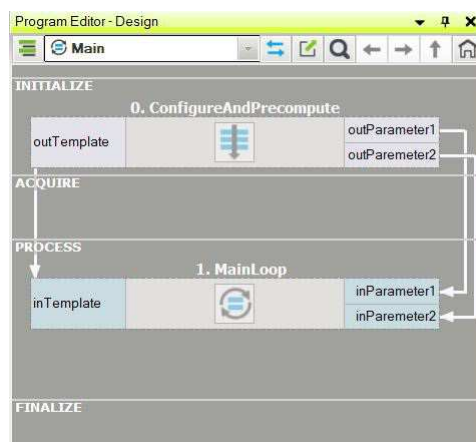 Program Editor - Design
Main
INITIALIZE
0. ConfigureAndPrecompute
outTemplate
outParameter1
outParemeter2
ACQUIRE
PROCESS
1. MainLoop
inTemplate
inParameter1
inParemeter2
FINALIZE